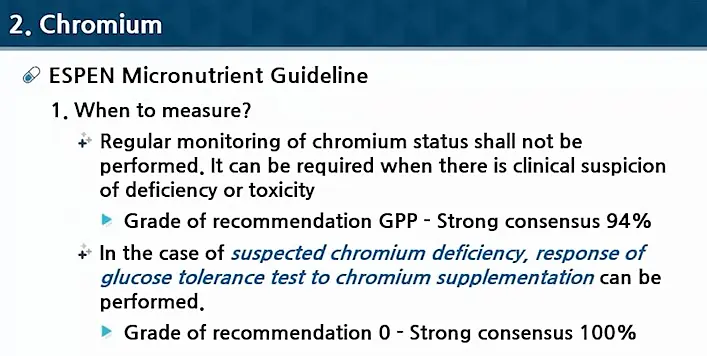 2. Chromium
ESPEN Micronutrient Guideline
1. When to measure?
Regular monitoring of chromium status shall not be
performed. It can be required when there is clinical suspicion
of deficiency or toxicity
Grade of recommendation GPP - Strong consensus 94%
In the case of suspected chromium deficiency, response of
glucose tolerance test to chromium supplementation can be
performed.
Grade of recommendation 0 - Strong consensus 100%